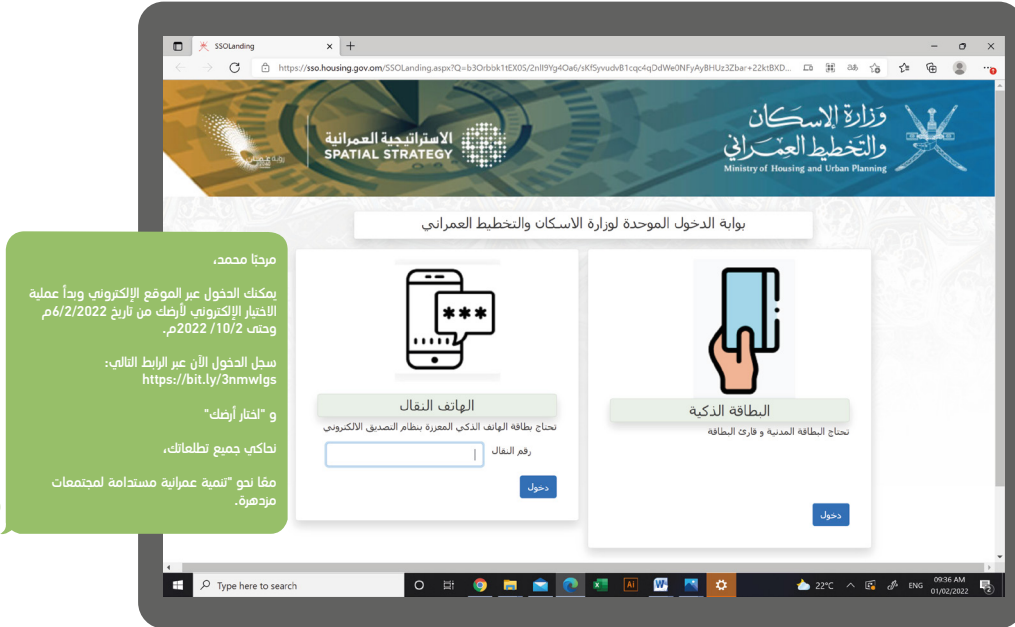 SSOLanding
https://sso.housing.gov.om/SSOLanding.aspx?Q=b3Orbbk1tEX0S/2nlI9Yg4Oa6/sKfSyvudvB1cqc4qDdWe0NFyAyBHUz3Zbar+22ktBXD...
وزارة الإسكان
والتخطيط العمراني
Ministry of Housing and Urban Planning
الاستراتيجية العمرانية
SPATIAL STRATEGY
بوابة الدخول الموحدة لوزارة الاسكان والتخطيط العمراني
مرحبًا محمد،
يمكنك الدخول عبر الموقع الإلكتروني وبدأ عملية
الاختيار الإلكتروني لأرضك من تاريخ 6/2/2022م
وحتى 10/2/ 2022م.
سجل الدخول الآن عبر الرابط التالي:
https://bit.ly/3nmwIgs
و "اختار أرضك"
نحاكي جميع تطلعاتك،
معًا نحو "تنمية عمرانية مستدامة لمجتمعات
مزدهرة.
البطاقة الذكية
تحتاج البطاقة المدنية و قارئ البطاقة
دخول
***
الهاتف النقال
تحتاج بطاقة الهاتف الذكي المعززة بنظام التصديق الالكتروني
رقم النقال
دخول
Type here to search
22°C
ENG
09:36 AM
01/02/2022